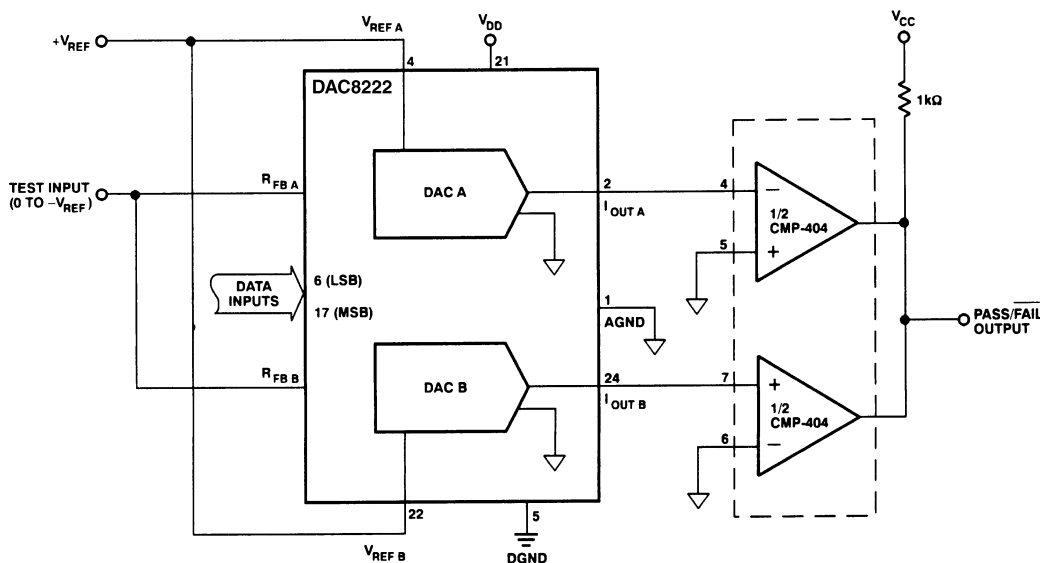 V_REF A
V_DD
V_CC
+V_REF
4
21
DAC8222
1kΩ
TEST INPUT
(0 TO –V_REF)
R_FB A
DAC A
2
I_OUT A
4
–
1/2
CMP-404
5
+
DATA
INPUTS
6 (LSB)
17 (MSB)
1
AGND
PASS/FAIL
OUTPUT
R_FB B
DAC B
24
I_OUT B
7
+
1/2
CMP-404
6
–
22
5
V_REF B
DGND